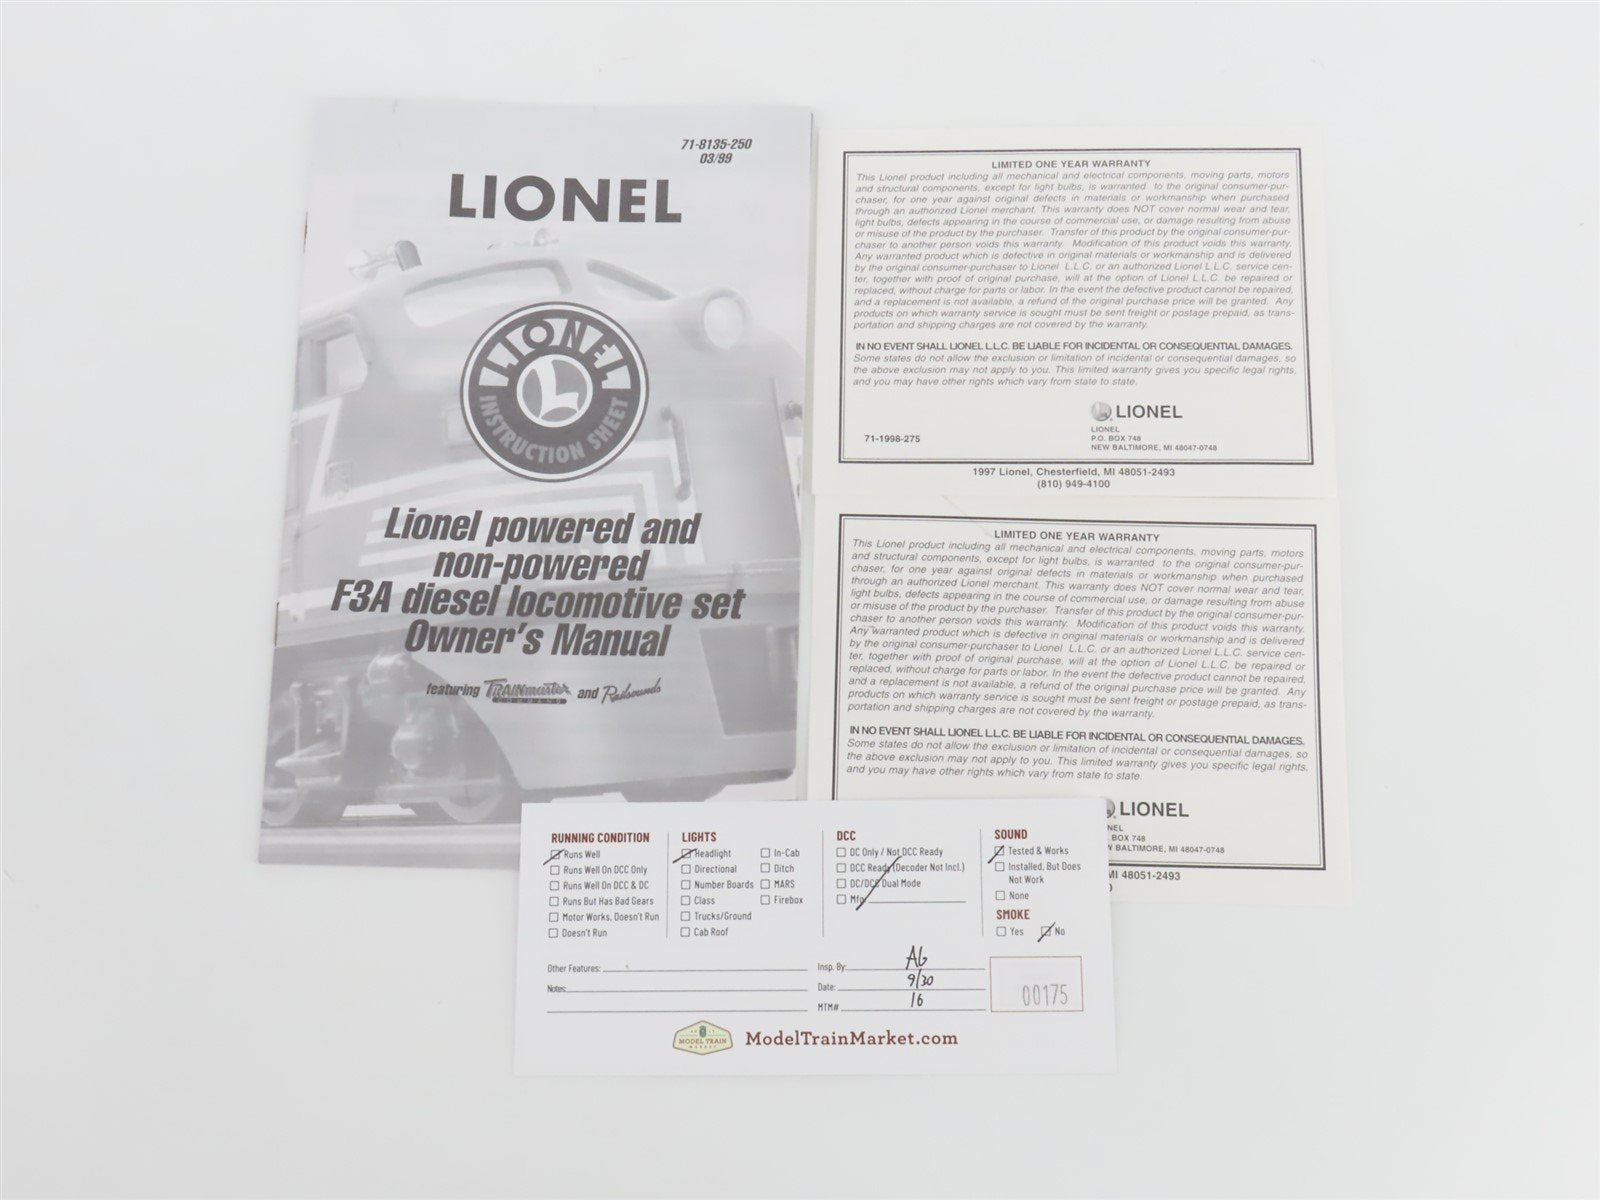 71-8135-250
03/99
LIONEL
LIONEL
L
INSTRUCTION SHEET
Lionel powered and
non-powered
F3A diesel locomotive set
Owner's Manual
featuring TRAINmaster COMMAND and Railsounds
LIMITED ONE YEAR WARRANTY
This Lionel product including all mechanical and electrical components, moving parts, motors
and structural components, except for light bulbs, is warranted to the original consumer-pur-
chaser, for one year against original defects in materials or workmanship when purchased
through an authorized Lionel merchant. This warranty does NOT cover normal wear and tear,
light bulbs, defects appearing in the course of commercial use, or damage resulting from abuse
or misuse of the product by the purchaser. Transfer of this product by the original consumer-pur-
chaser to another person voids this warranty. Modification of this product voids this warranty.
Any warranted product which is defective in original materials or workmanship and is delivered
by the original consumer-purchaser to Lionel L.L.C. or an authorized Lionel L.L.C. service cen-
ter, together with proof of original purchase, will at the option of Lionel L.L.C. be repaired or
replaced, without charge for parts or labor. In the event the defective product cannot be repaired,
and a replacement is not available, a refund of the original purchase price will be granted. Any
products on which warranty service is sought must be sent freight or postage prepaid, as trans-
portation and shipping charges are not covered by the warranty.
IN NO EVENT SHALL LIONEL L.L.C. BE LIABLE FOR INCIDENTAL OR CONSEQUENTIAL DAMAGES.
Some states do not allow the exclusion or limitation of incidental or consequential damages, so
the above exclusion may not apply to you. This limited warranty gives you specific legal rights,
and you may have other rights which vary from state to state.
LIONEL
LIONEL
71-1998-275
P.O. BOX 748
NEW BALTIMORE, MI 48047-0748
1997 Lionel, Chesterfield, MI 48051-2493
(810) 949-4100
LIMITED ONE YEAR WARRANTY
This Lionel product including all mechanical and electrical components, moving parts, motors
and structural components, except for light bulbs, is warranted to the original consumer-pur-
chaser, for one year against original defects in materials or workmanship when purchased
through an authorized Lionel merchant. This warranty does NOT cover normal wear and tear,
light bulbs, defects appearing in the course of commercial use, or damage resulting from abuse
or misuse of the product by the purchaser. Transfer of this product by the original consumer-pur-
chaser to another person voids this warranty. Modification of this product voids this warranty.
Any warranted product which is defective in original materials or workmanship and is delivered
by the original consumer-purchaser to Lionel L.L.C. or an authorized Lionel L.L.C. service cen-
ter, together with proof of original purchase, will at the option of Lionel L.L.C. be repaired or
replaced, without charge for parts or labor. In the event the defective product cannot be repaired,
and a replacement is not available, a refund of the original purchase price will be granted. Any
products on which warranty service is sought must be sent freight or postage prepaid, as trans-
portation and shipping charges are not covered by the warranty.
IN NO EVENT SHALL LIONEL L.L.C. BE LIABLE FOR INCIDENTAL OR CONSEQUENTIAL DAMAGES.
Some states do not allow the exclusion or limitation of incidental or consequential damages, so
the above exclusion may not apply to you. This limited warranty gives you specific legal rights,
and you may have other rights which vary from state to state.
LIONEL
NEL
BOX 748
W BALTIMORE, MI 48047-0748
MI 48051-2493
RUNNING CONDITION
Runs Well
Runs Well On DCC Only
Runs Well On DCC & DC
Runs But Has Bad Gears
Motor Works, Doesn't Run
Doesn't Run
LIGHTS
Headlight In-Cab
Directional Ditch
Number Boards MARS
Class Firebox
Trucks/Ground
Cab Roof
DCC
DC Only / Not DCC Ready
DCC Ready (Decoder Not Incl.)
DC/DCC Dual Mode
Mfg
SOUND
Tested & Works
Installed, But Does
Not Work
None
SMOKE
Yes No
Other Features:
Notes:
Insp. By: AG
Date: 9/30
MTM# 16
00175
MODEL TRAIN
MARKET
ModelTrainMarket.com